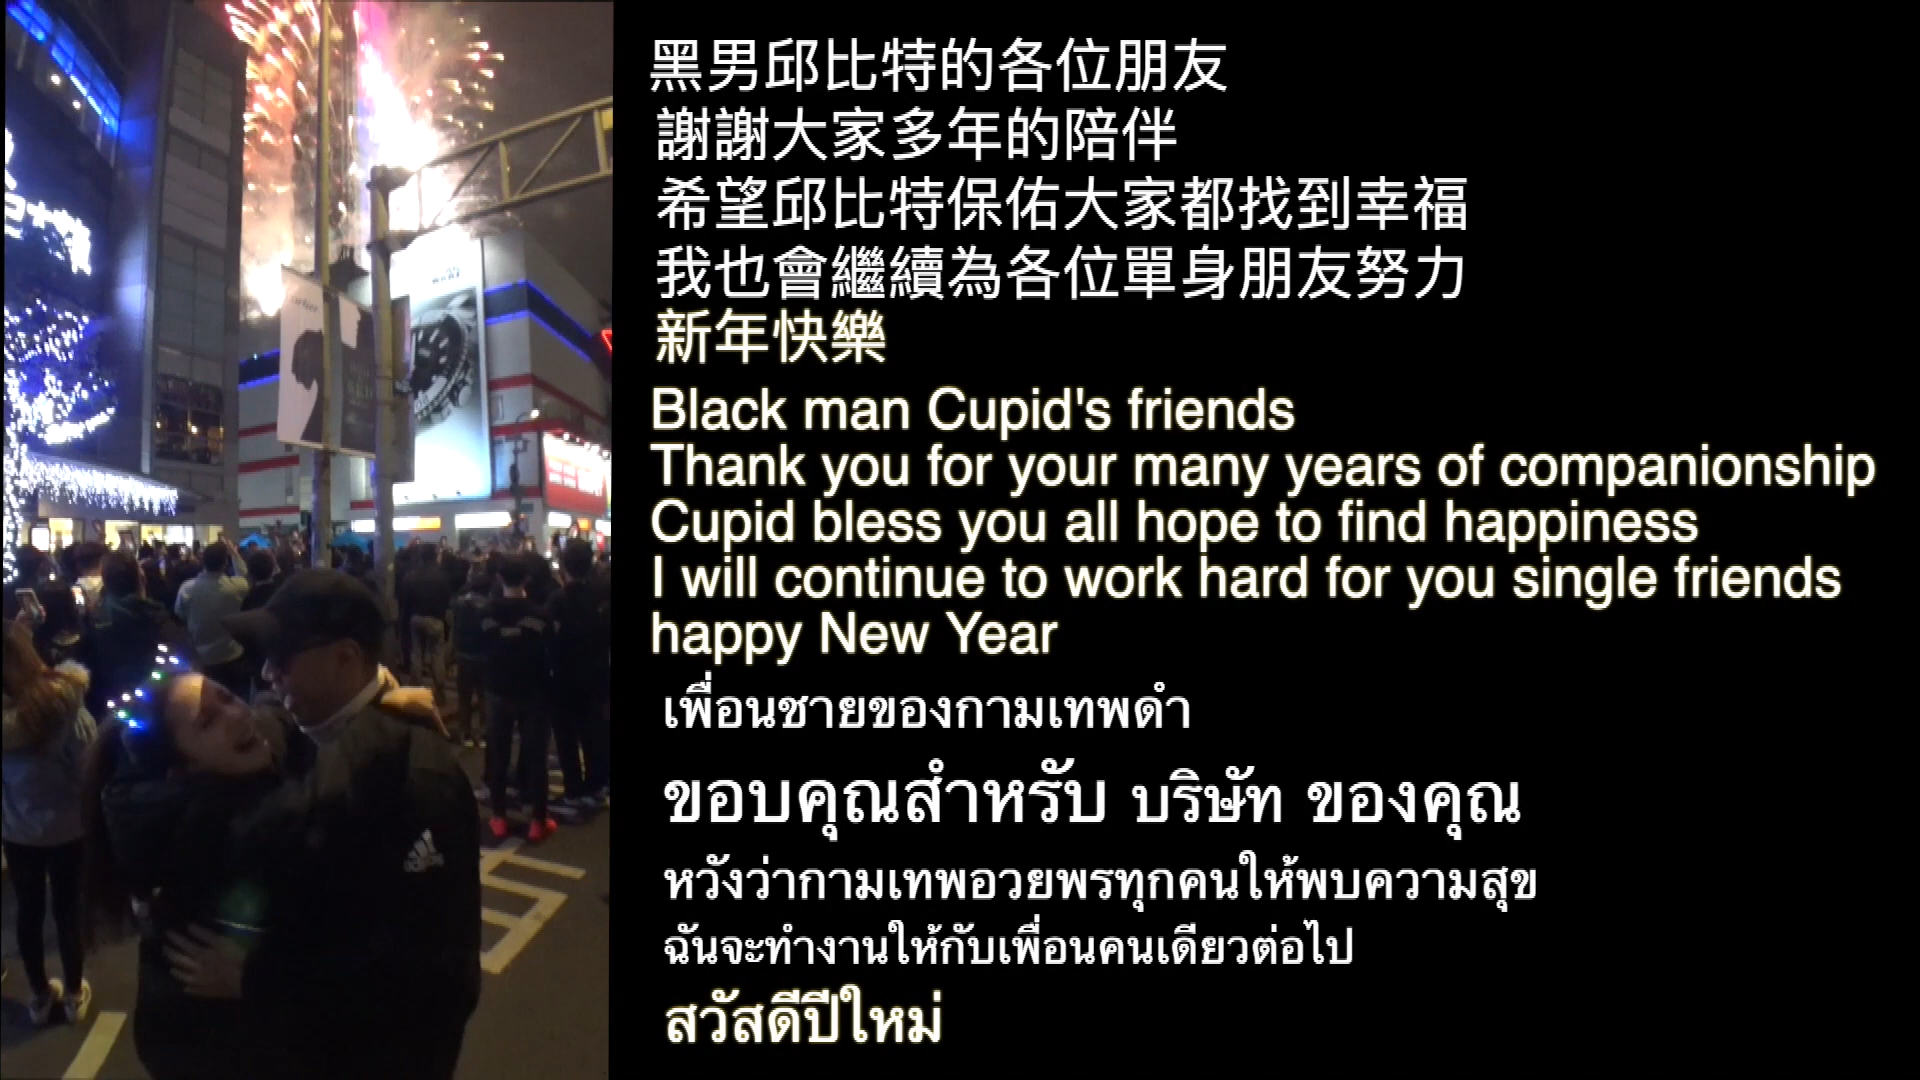 黑男邱比特的各位朋友
謝謝大家多年的陪伴
希望邱比特保佑大家都找到幸福
我也會繼續為各位單身朋友努力
新年快樂
Black man Cupid's friends
Thank you for your many years of companionship
Cupid bless you all hope to find happiness
I will continue to work hard for you single friends
happy New Year
เพื่อนชายของกามเทพดำ
ขอบคุณสำหรับ บริษัท ของคุณ
หวังว่ากามเทพอวยพรทุกคนให้พบความสุข
ฉันจะทำงานให้กับเพื่อนคนเดียวต่อไป
สวัสดีปีใหม่
adidas